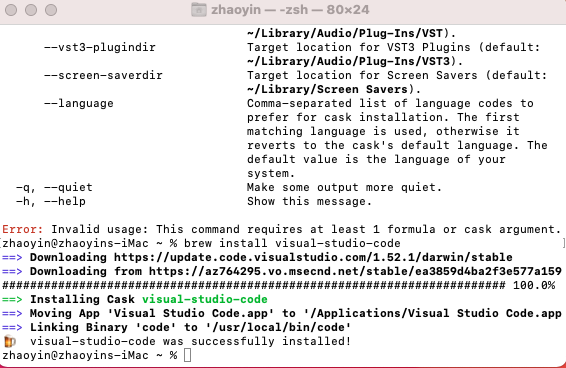 zhaoyin — -zsh — 80×24
~/Library/Audio/Plug-Ins/VST).
--vst3-plugindir Target location for VST3 Plugins (default:
~/Library/Audio/Plug-Ins/VST3).
--screen-saverdir Target location for Screen Savers (default:
~/Library/Screen Savers).
--language Comma-separated list of language codes to
prefer for cask installation. The first
matching language is used, otherwise it
reverts to the cask's default language. The
default value is the language of your
system.
-q, --quiet Make some output more quiet.
-h, --help Show this message.
Error: Invalid usage: This command requires at least 1 formula or cask argument.
[zhaoyin@zhaoyins-iMac ~ % brew install visual-studio-code ]
==> Downloading https://update.code.visualstudio.com/1.52.1/darwin/stable
==> Downloading from https://az764295.vo.msecnd.net/stable/ea3859d4ba2f3e577a159
######################################################################## 100.0%
==> Installing Cask visual-studio-code
==> Moving App 'Visual Studio Code.app' to '/Applications/Visual Studio Code.app
==> Linking Binary 'code' to '/usr/local/bin/code'
🍺 visual-studio-code was successfully installed!
zhaoyin@zhaoyins-iMac ~ %